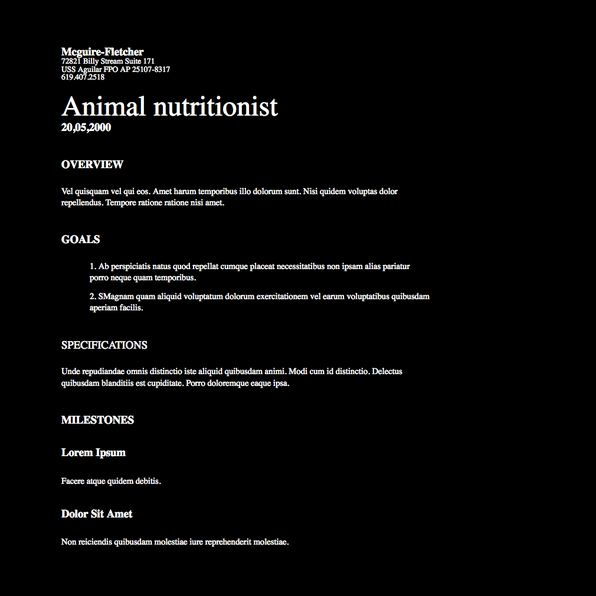 Mcguire-Fletcher
72821 Billy Stream Suite 171
USS Aguilar FPO AP 25107-8317
619.407.2518
Animal nutritionist
20,05,2000
OVERVIEW
Vel quisquam vel qui eos. Amet harum temporibus illo dolorum sunt. Nisi quidem voluptas dolor
repellendus. Tempore ratione ratione nisi amet.
GOALS
1. Ab perspiciatis natus quod repellat cumque placeat necessitatibus non ipsam alias pariatur
porro neque quam temporibus.
2. SMagnam quam aliquid voluptatum dolorum exercitationem vel earum voluptatibus quibusdam
aperiam facilis.
SPECIFICATIONS
Unde repudiandae omnis distinctio iste aliquid quibusdam animi. Modi cum id distinctio. Delectus
quibusdam blanditiis est cupiditate. Porro doloremque eaque ipsa.
MILESTONES
Lorem Ipsum
Facere atque quidem debitis.
Dolor Sit Amet
Non reiciendis quibusdam molestiae iure reprehenderit molestiae.